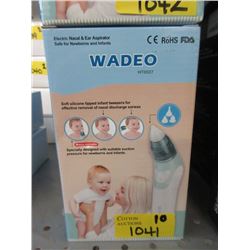 1042
Electric Nasal & Ear Aspirator
Safe for Newborns and Infants
CE RoHS FDA
WADEO
Soft silicone tipped infant tweezers for
effective removal of nasal discharge scurses
Specially designed with suitable suction
pressure for newborns and infants
COTTON
AUCTIONS
10
1041